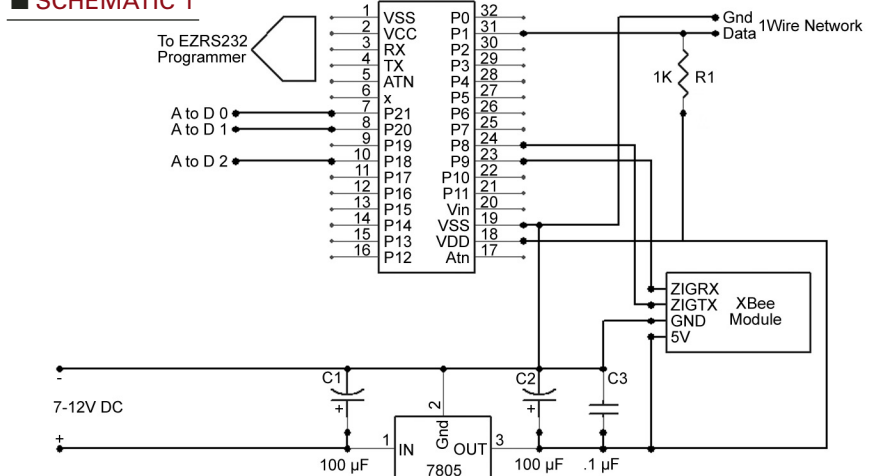 ■ SCHEMATIC 1
To EZRS232
Programmer
1 VSS P0 32
2 VCC P1 31
3 RX P2 30
4 TX P3 29
5 ATN P4 28
6 x P5 27
7 P21 P6 26
8 P20 P7 25
9 P19 P8 24
10 P18 P9 23
11 P17 P10 22
12 P16 P11 21
13 P15 Vin 20
14 P14 VSS 19
15 P13 VDD 18
16 P12 Atn 17
A to D 0
A to D 1
A to D 2
Gnd
Data
1Wire Network
1K R1
ZIGRX
ZIGTX
GND
5V
XBee
Module
-
7-12V DC
+
C1
+
100 µF
1 IN
2 Gnd
OUT 3
7805
C2
+
100 µF
C3
.1 µF